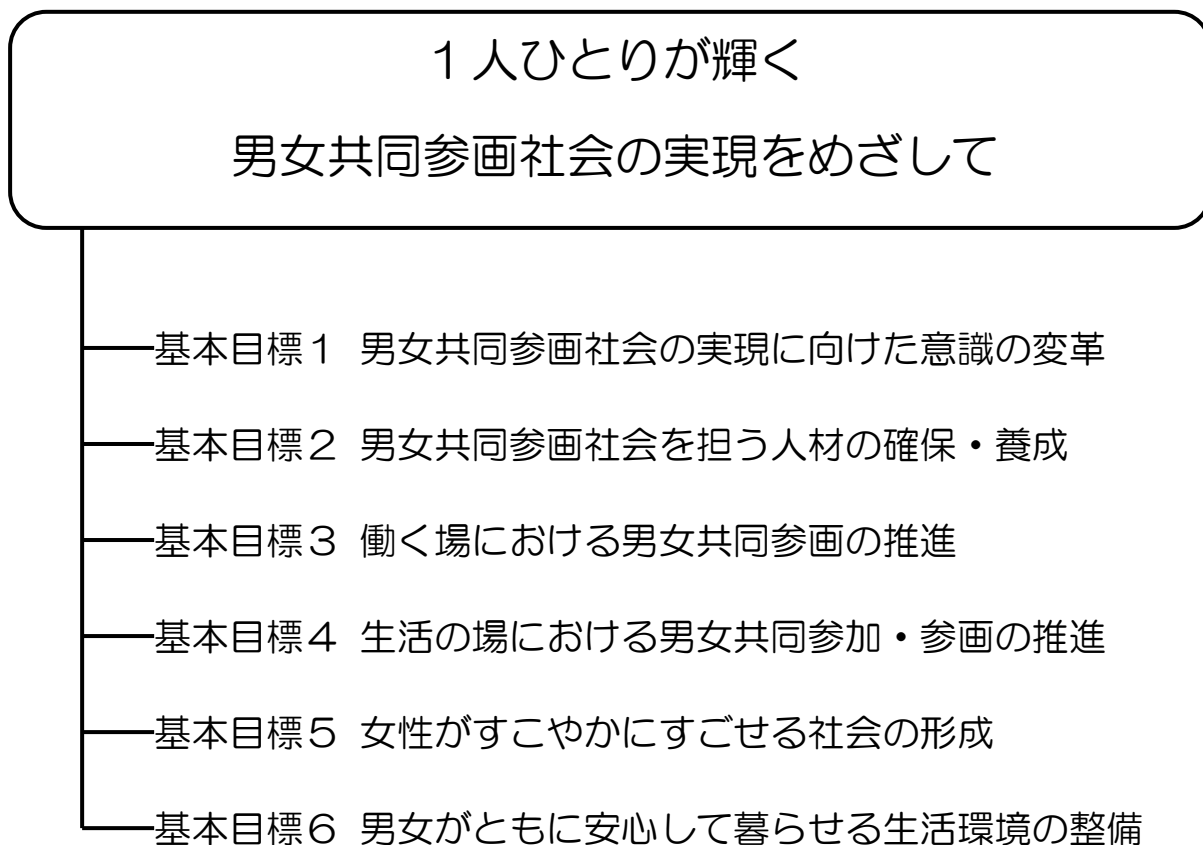 １人ひとりが輝く
男女共同参画社会の実現をめざして
基本目標１ 男女共同参画社会の実現に向けた意識の変革
基本目標２ 男女共同参画社会を担う人材の確保・養成
基本目標３ 働く場における男女共同参画の推進
基本目標４ 生活の場における男女共同参加・参画の推進
基本目標５ 女性がすこやかにすごせる社会の形成
基本目標６ 男女がともに安心して暮らせる生活環境の整備